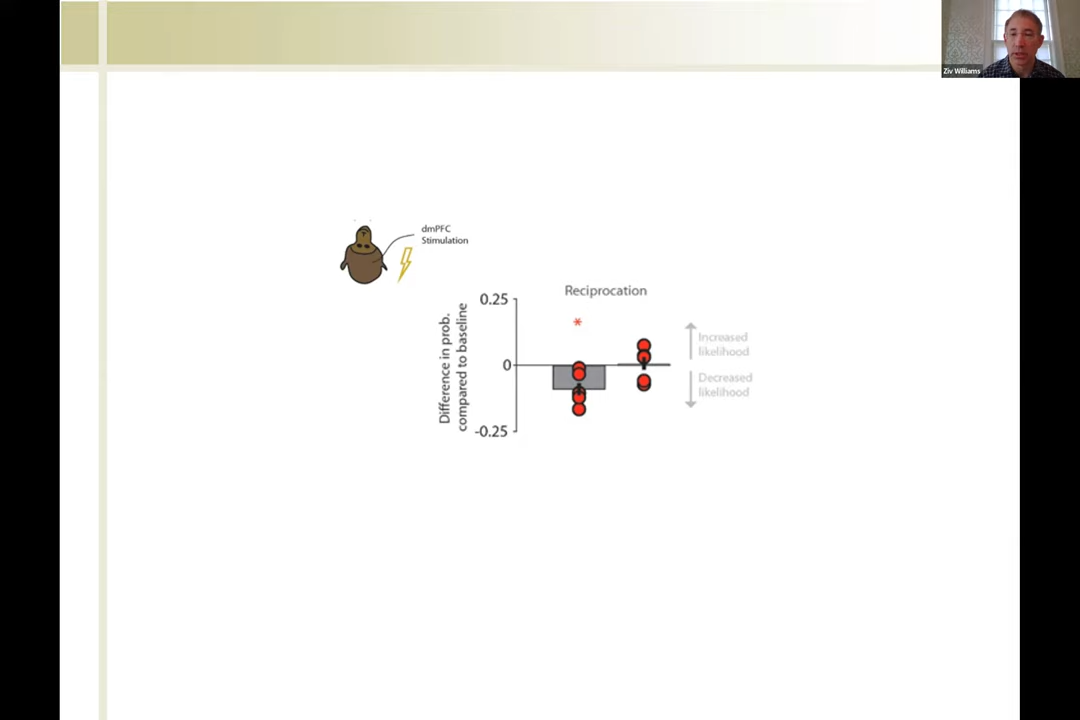 Ziv Williams
dmPFC
Stimulation
Reciprocation
0.25
*
Difference in prob.
compared to baseline
0
-0.25
Increased
likelihood
Decreased
likelihood